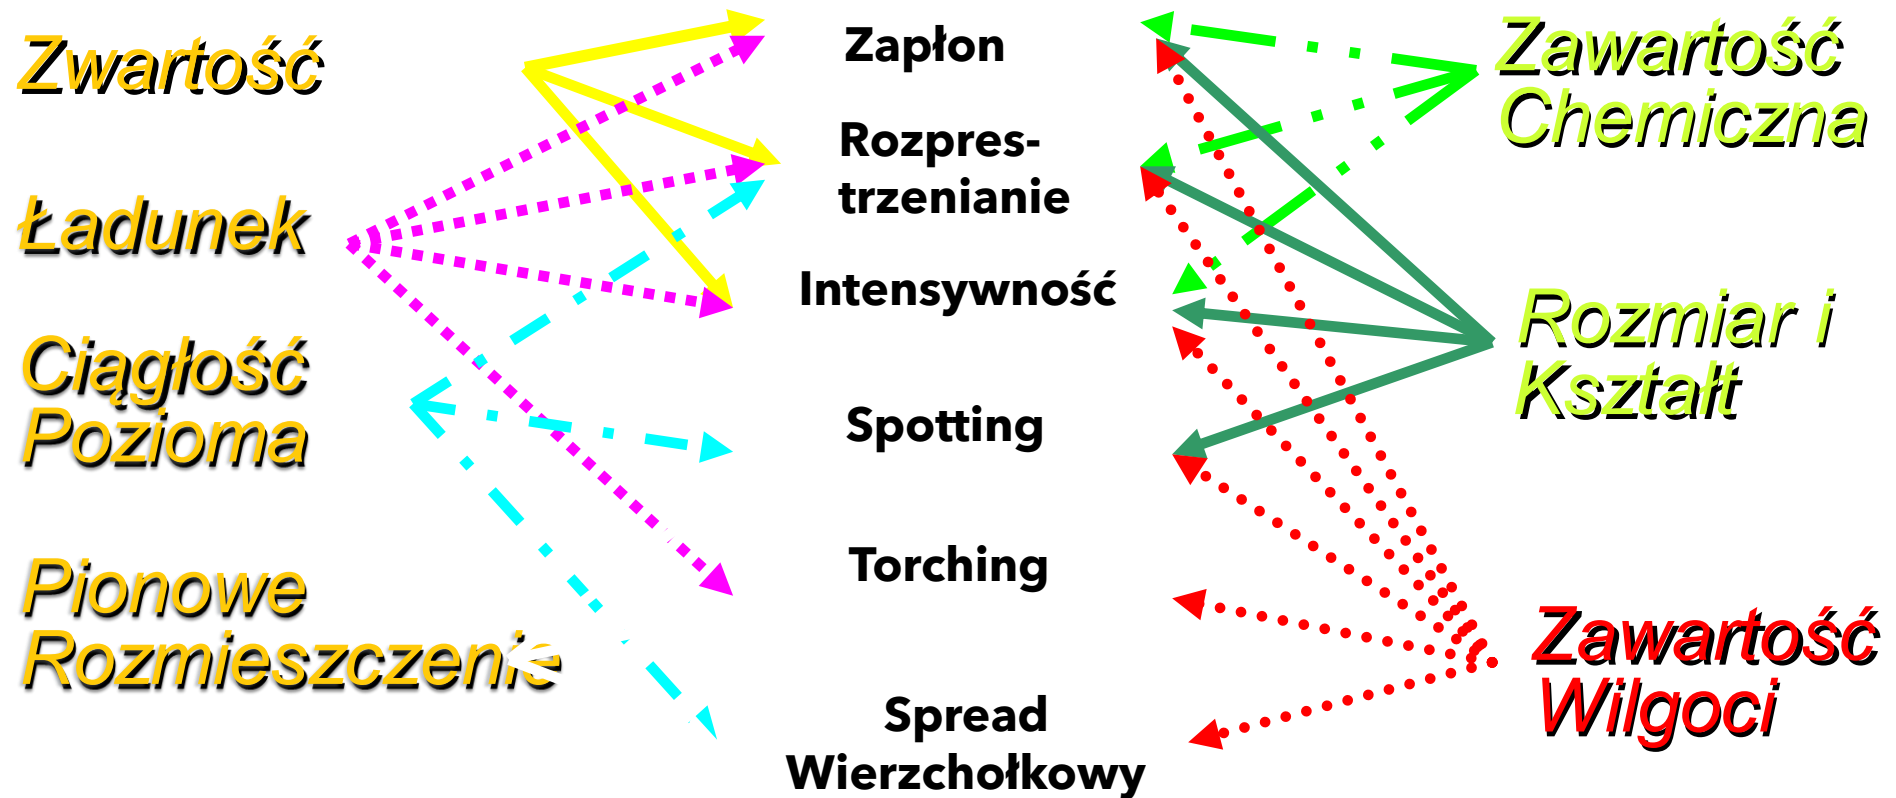 Zwartość
Ładunek
Ciągłość
Pozioma
Pionowe
Rozmieszczenie
Zapłon
Rozpres-
trzenianie
Intensywność
Spotting
Torching
Spread
Wierzchołkowy
Zawartość
Chemiczna
Rozmiar i
Kształt
Zawartość
Wilgoci